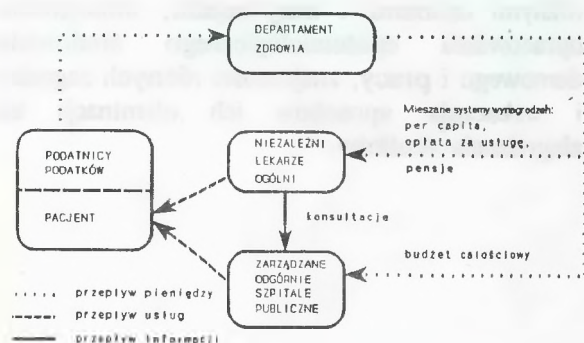 DEPARTAMENT
ZDROWIA
Mieszane systemy wynagrodzeń:
per capita,
opłata za usługę,
pensje
NIEZALEŻNI
LEKARZE
OGÓLNI
PODATNICY
PODATKÓW
PACJENT
konsultacje
budżet całościowy
ZARZĄDZANE
ODGÓRNIE
SZPITALE
PUBLICZNE
przepływ pieniędzy
przepływ usług
przepływ informacji